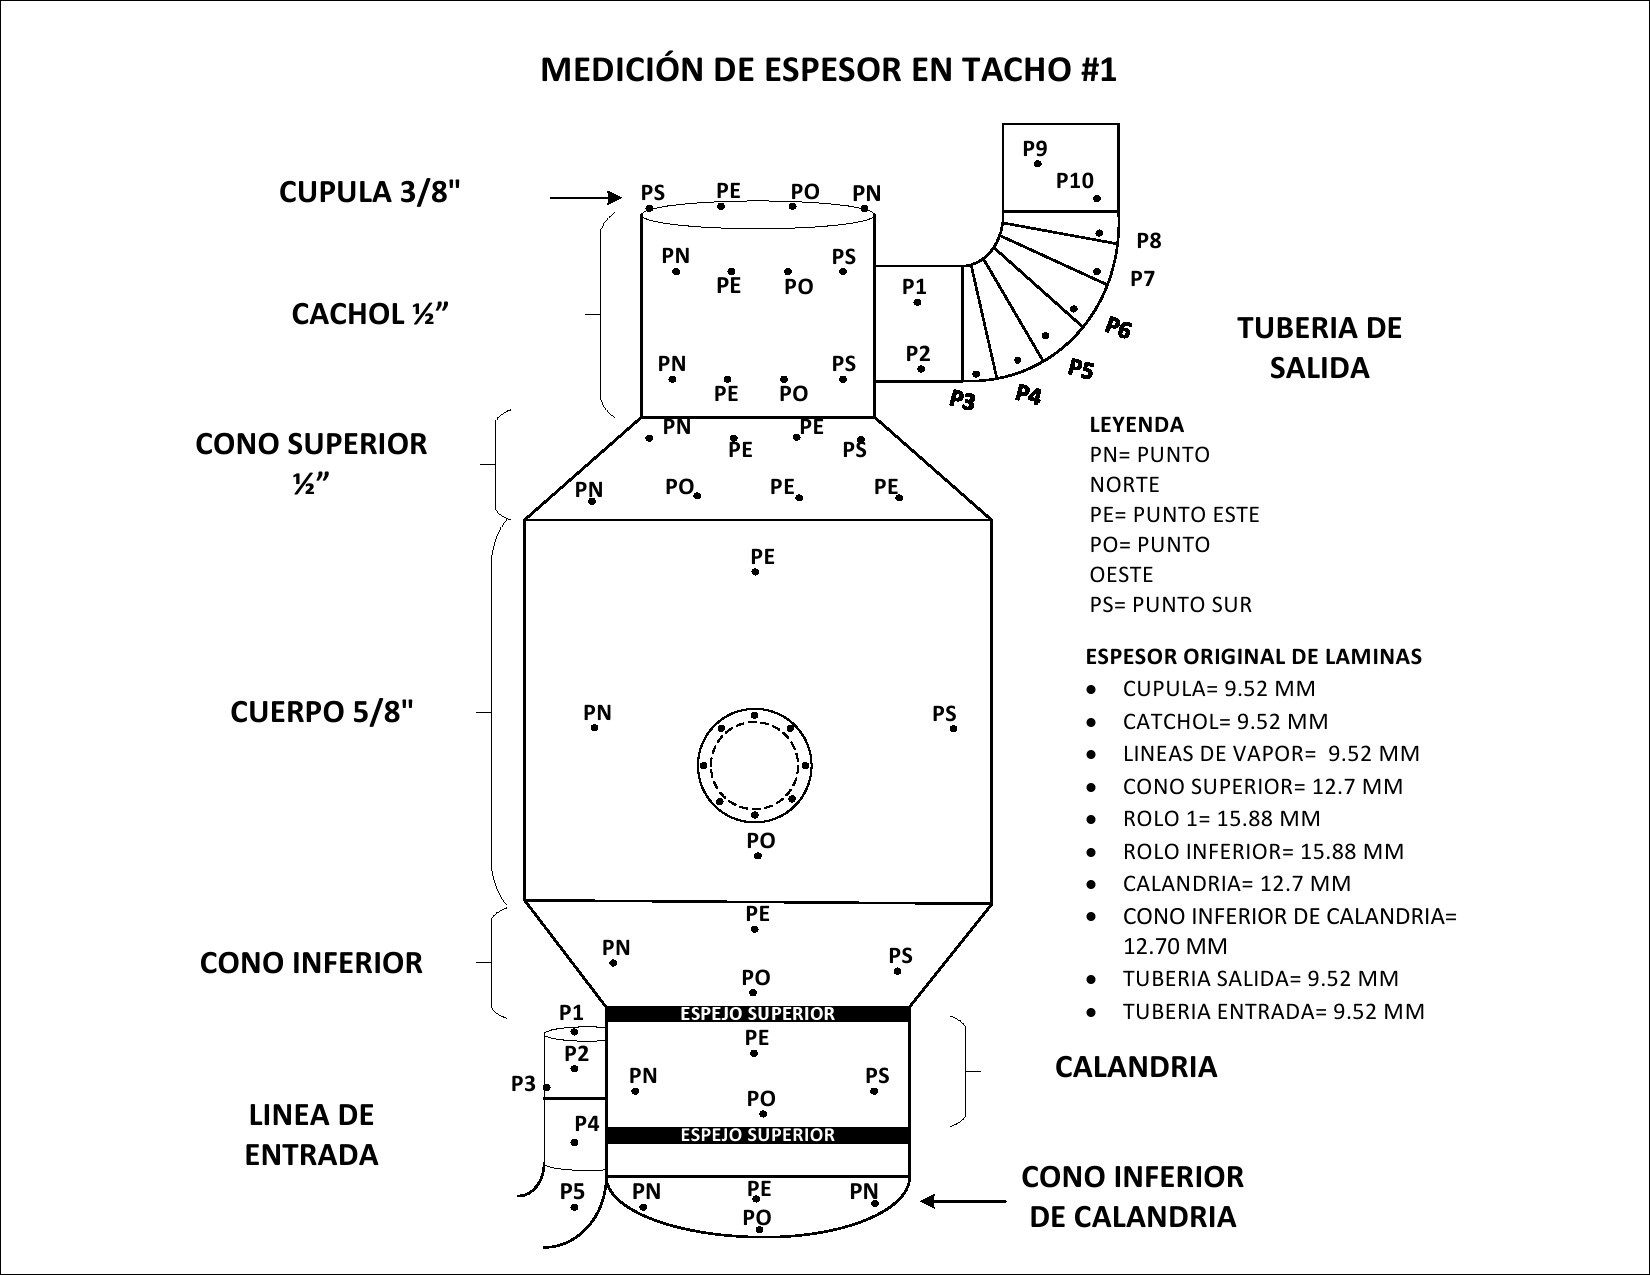 MEDICIÓN DE ESPESOR EN TACHO #1
CUPULA 3/8"
PS
PE
PO
PN
P9
P10
CACHOL ½”
PN
PE
PO
PS
PN
PE
PO
PS
P1
P2
P3
P4
P5
P6
P7
P8
TUBERIA DE
SALIDA
CONO SUPERIOR
½”
PN
PE
PE
PS
PN
PO
PE
PE
LEYENDA
PN= PUNTO
NORTE
PE= PUNTO ESTE
PO= PUNTO
OESTE
PS= PUNTO SUR
CUERPO 5/8"
PE
PN
PS
PO
ESPESOR ORIGINAL DE LAMINAS
• CUPULA= 9.52 MM
• CATCHOL= 9.52 MM
• LINEAS DE VAPOR=  9.52 MM
• CONO SUPERIOR= 12.7 MM
• ROLO 1= 15.88 MM
• ROLO INFERIOR= 15.88 MM
• CALANDRIA= 12.7 MM
• CONO INFERIOR DE CALANDRIA=
12.70 MM
• TUBERIA SALIDA= 9.52 MM
• TUBERIA ENTRADA= 9.52 MM
CONO INFERIOR
PE
PN
PS
PO
ESPEJO SUPERIOR
PE
PN
PS
PO
CALANDRIA
ESPEJO SUPERIOR
LINEA DE
ENTRADA
P1
P2
P3
P4
P5
PN
PE
PN
PO
CONO INFERIOR
DE CALANDRIA